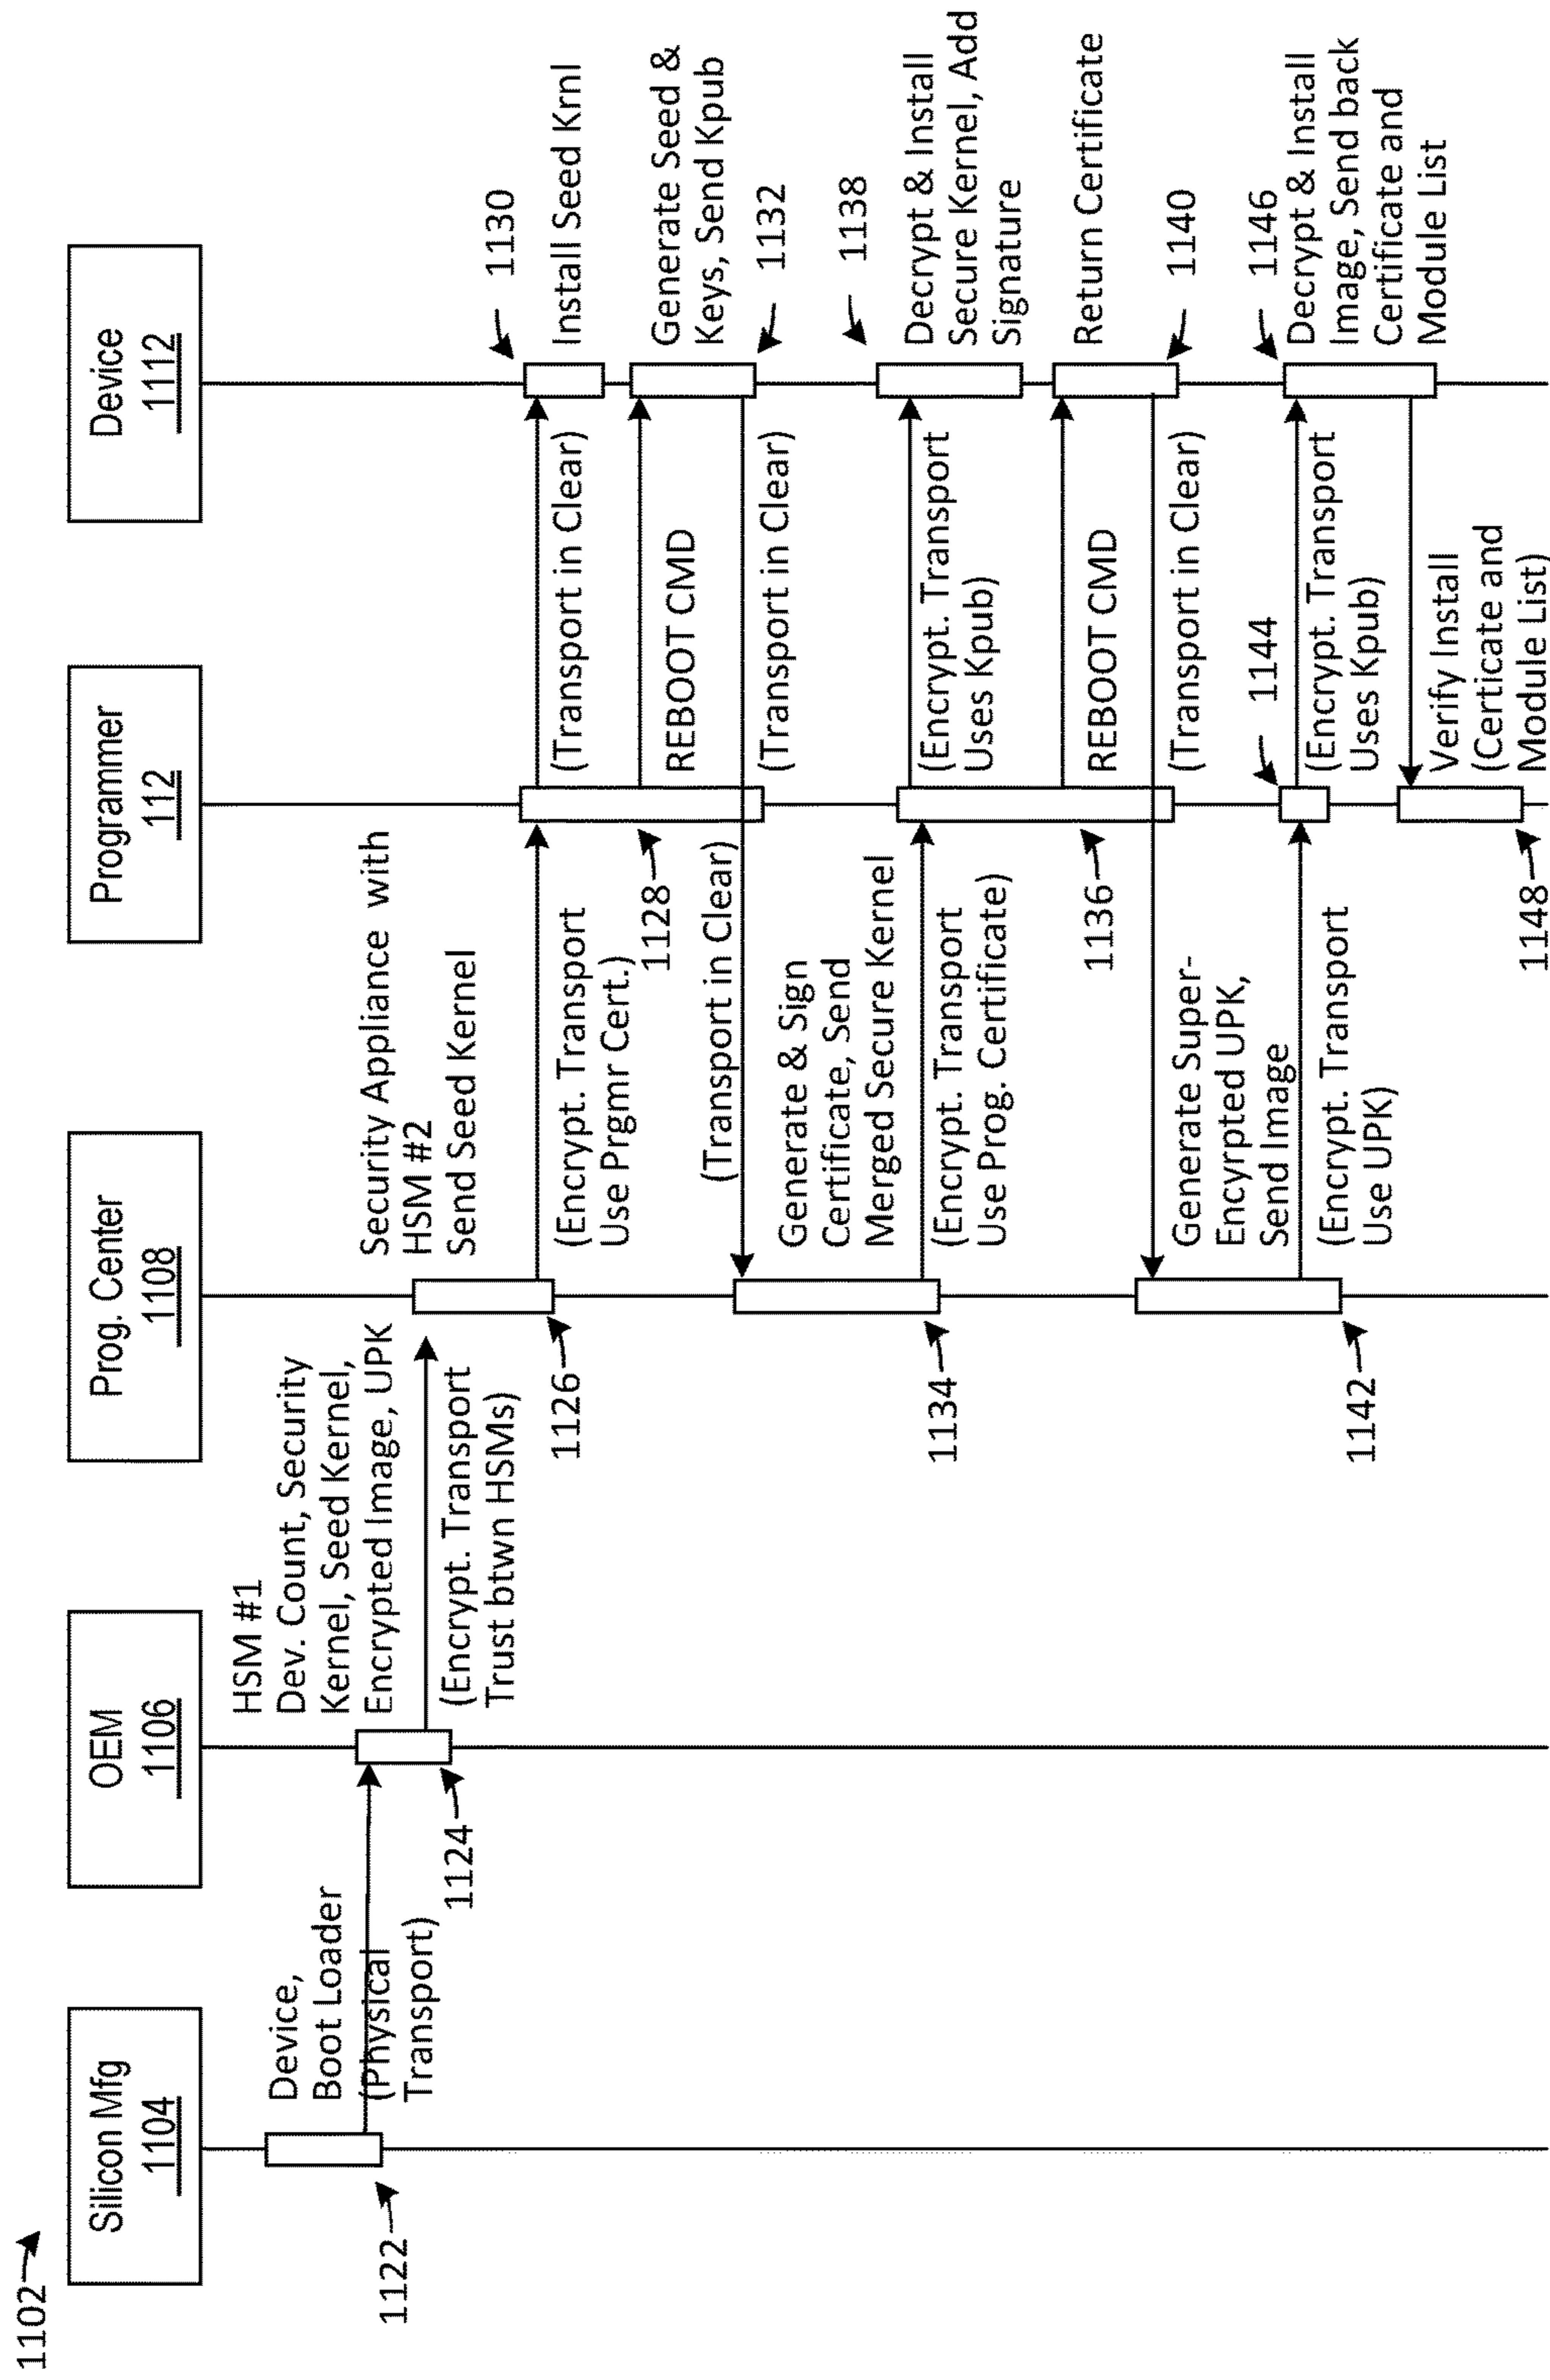 1102
Silicon Mfg
1104
OEM
1106
Prog. Center
1108
Programmer
112
Device
1112
Device,
Boot Loader
(Physical
Transport)
1122
HSM #1
Dev. Count, Security
Kernel, Seed Kernel,
Encrypted Image, UPK
(Encrypt. Transport
Trust btwn HSMs)
1124
Security Appliance with
HSM #2
Send Seed Kernel
(Encrypt. Transport
Use Prgmr Cert.)
1126
1128
(Transport in Clear)
1130
Install Seed Krnl
REBOOT CMD
Generate Seed &
Keys, Send Kpub
1132
(Transport in Clear)
(Transport in Clear)
Generate & Sign
Certificate, Send
Merged Secure Kernel
(Encrypt. Transport
Use Prog. Certificate)
1134
1136
(Encrypt. Transport
Uses Kpub)
1138
Decrypt & Install
Secure Kernel, Add
Signature
REBOOT CMD
Return Certificate
1140
(Transport in Clear)
Generate Super-
Encyrpted UPK,
Send Image
(Encrypt. Transport
Use UPK)
1142
1144
(Encrypt. Transport
Uses Kpub)
1146
Decrypt & Install
Image, Send back
Certificate and
Module List
Verify Install
(Certicate and
Module List)
1148